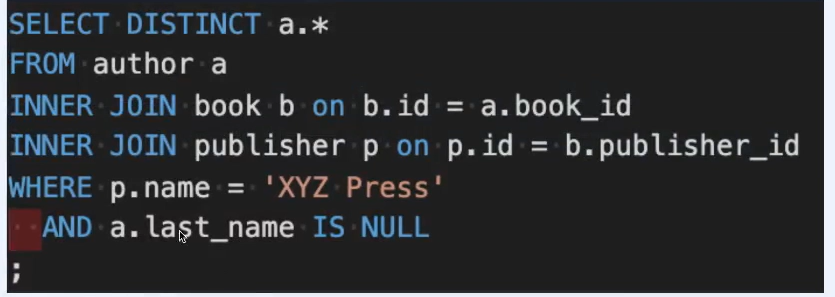 SELECT DISTINCT a.*
FROM author a
INNER JOIN book b on b.id = a.book_id
INNER JOIN publisher p on p.id = b.publisher_id
WHERE p.name = 'XYZ Press'
  AND a.last_name IS NULL
;